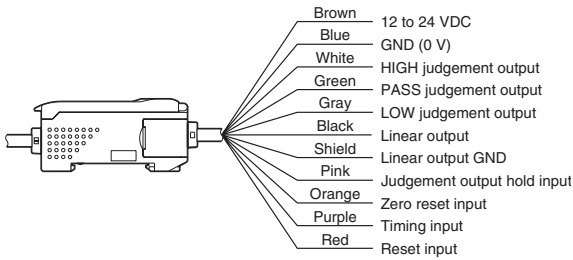 Brown 12 to 24 VDC
Blue GND (0 V)
White HIGH judgement output
Green PASS judgement output
Gray LOW judgement output
Black Linear output
Shield Linear output GND
Pink Judgement output hold input
Orange Zero reset input
Purple Timing input
Red Reset input